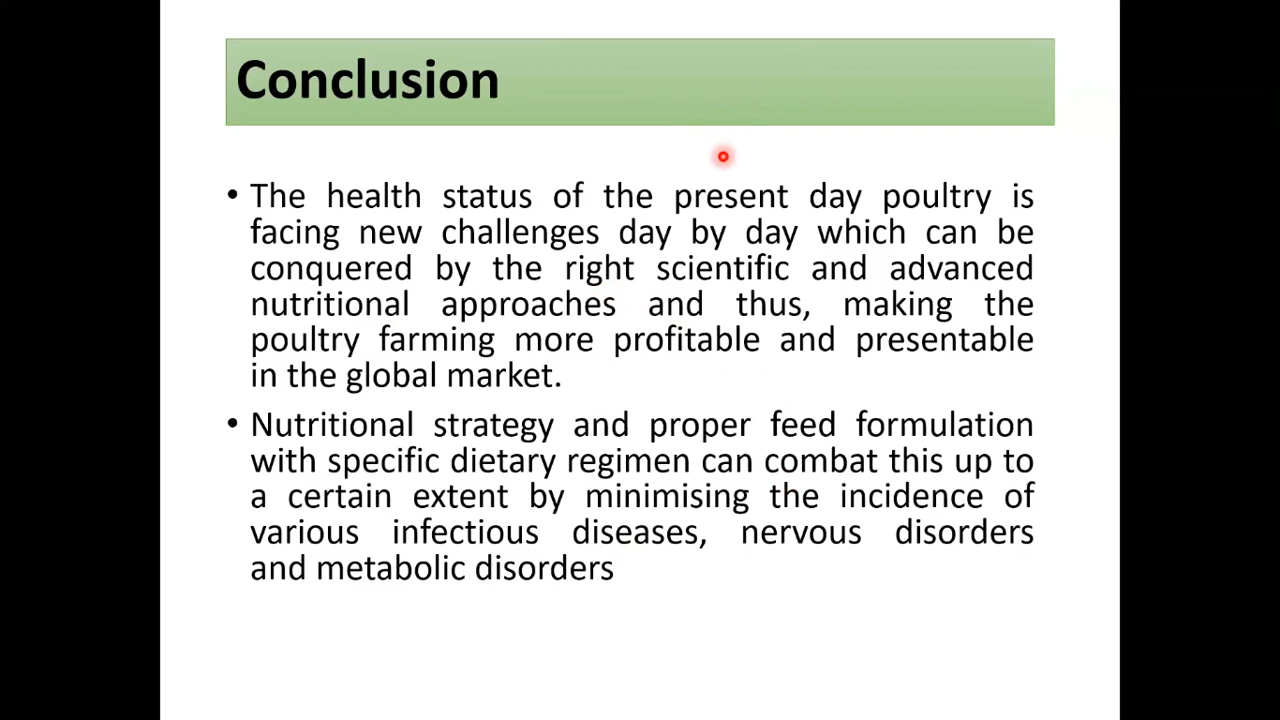 Conclusion
• The health status of the present day poultry is
facing new challenges day by day which can be
conquered by the right scientific and advanced
nutritional approaches and thus, making the
poultry farming more profitable and presentable
in the global market.
• Nutritional strategy and proper feed formulation
with specific dietary regimen can combat this up to
a certain extent by minimising the incidence of
various infectious diseases, nervous disorders
and metabolic disorders